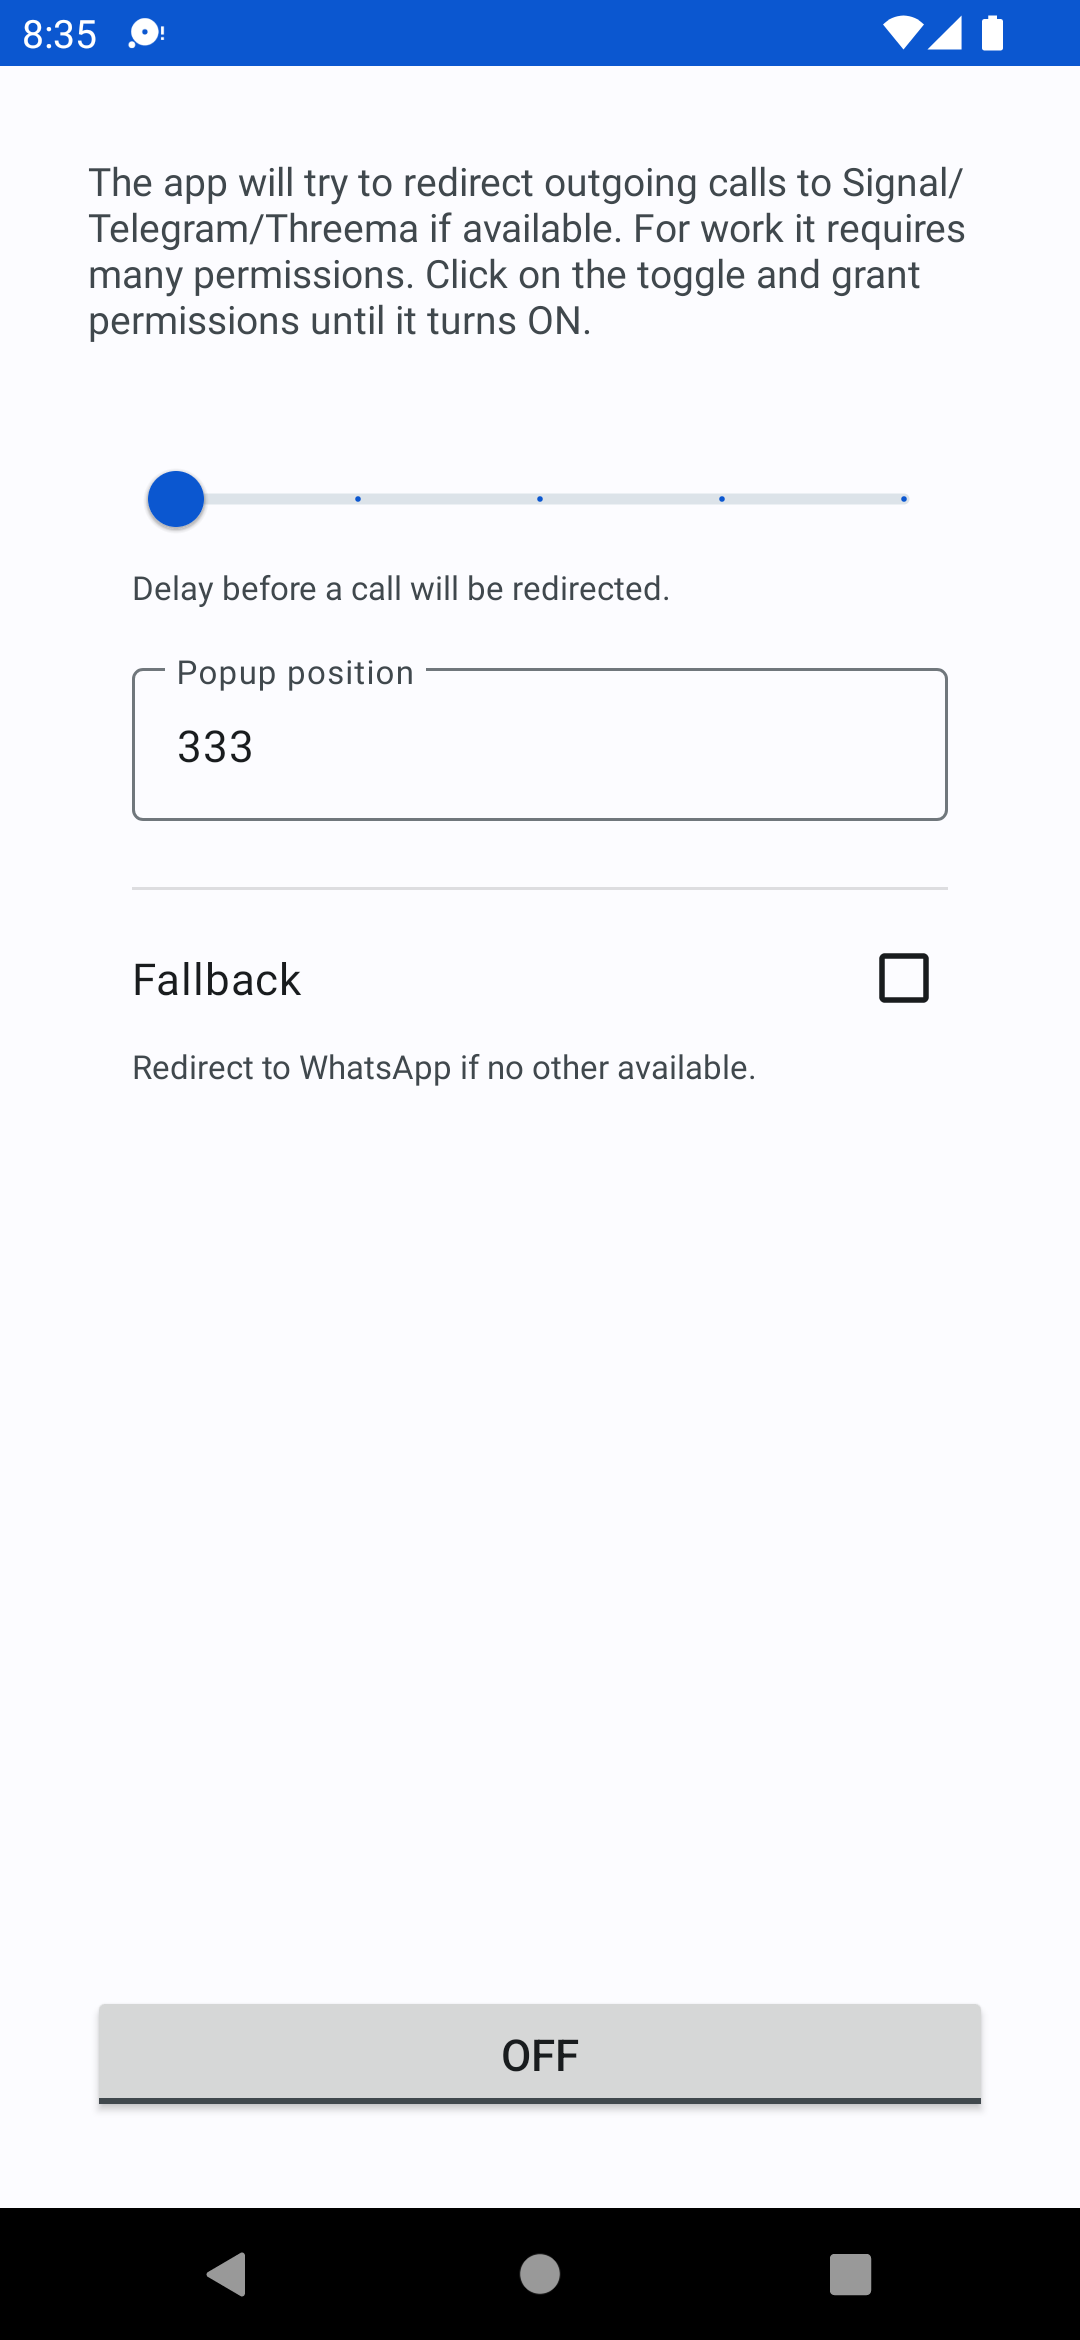 8:35
The app will try to redirect outgoing calls to Signal/
Telegram/Threema if available. For work it requires
many permissions. Click on the toggle and grant
permissions until it turns ON.
Delay before a call will be redirected.
Popup position
333
Fallback
Redirect to WhatsApp if no other available.
OFF